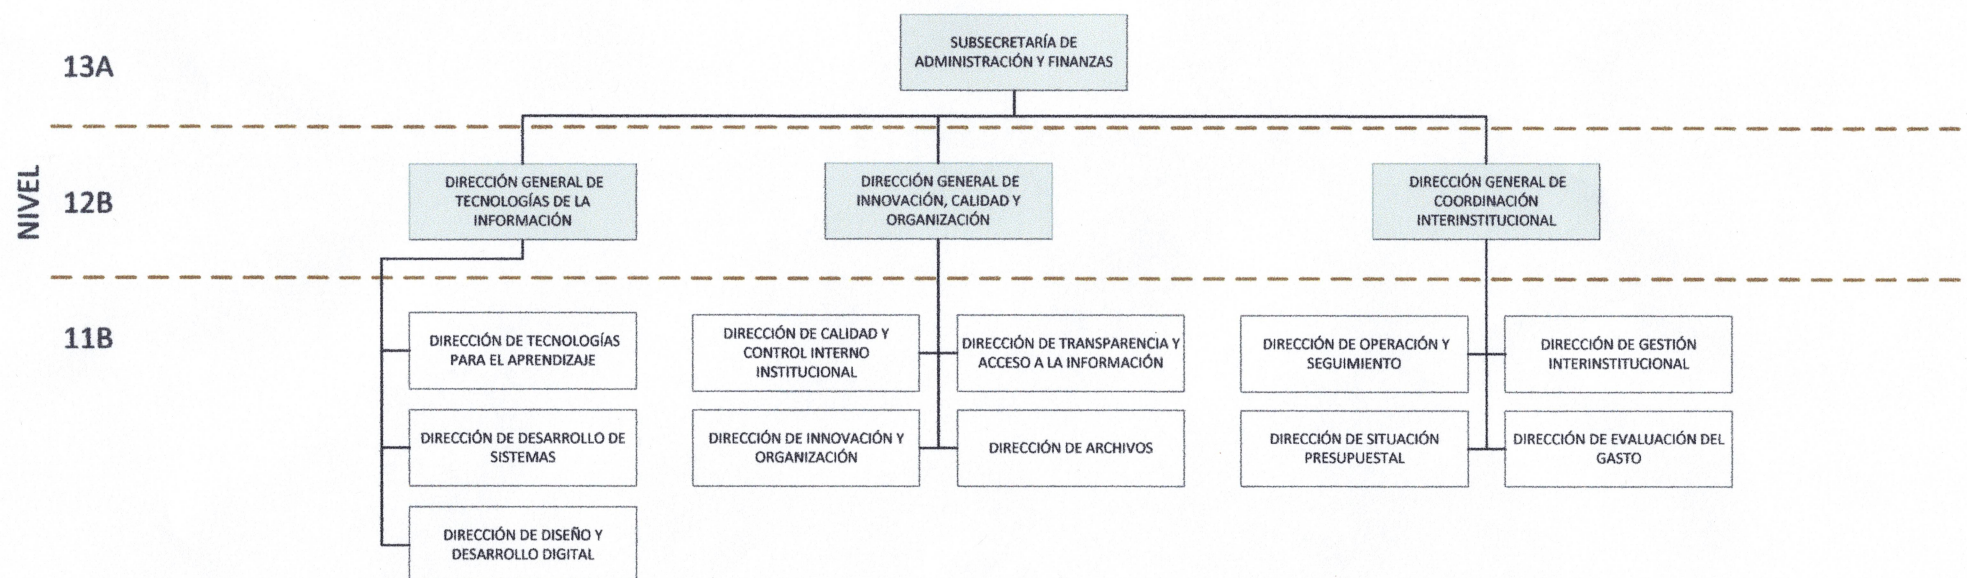 SUBSECRETARÍA DE
ADMINISTRACIÓN Y FINANZAS
13A
NIVEL
12B
DIRECCIÓN GENERAL DE
TECNOLOGÍAS DE LA
INFORMACIÓN
DIRECCIÓN GENERAL DE
INNOVACIÓN, CALIDAD Y
ORGANIZACIÓN
DIRECCIÓN GENERAL DE
COORDINACIÓN
INTERINSTITUCIONAL
11B
DIRECCIÓN DE TECNOLOGÍAS
PARA EL APRENDIZAJE
DIRECCIÓN DE CALIDAD Y
CONTROL INTERNO
INSTITUCIONAL
DIRECCIÓN DE TRANSPARENCIA Y
ACCESO A LA INFORMACIÓN
DIRECCIÓN DE OPERACIÓN Y
SEGUIMIENTO
DIRECCIÓN DE GESTIÓN
INTERINSTITUCIONAL
DIRECCIÓN DE DESARROLLO DE
SISTEMAS
DIRECCIÓN DE INNOVACIÓN Y
ORGANIZACIÓN
DIRECCIÓN DE ARCHIVOS
DIRECCIÓN DE SITUACIÓN
PRESUPUESTAL
DIRECCIÓN DE EVALUACIÓN DEL
GASTO
DIRECCIÓN DE DISEÑO Y
DESARROLLO DIGITAL